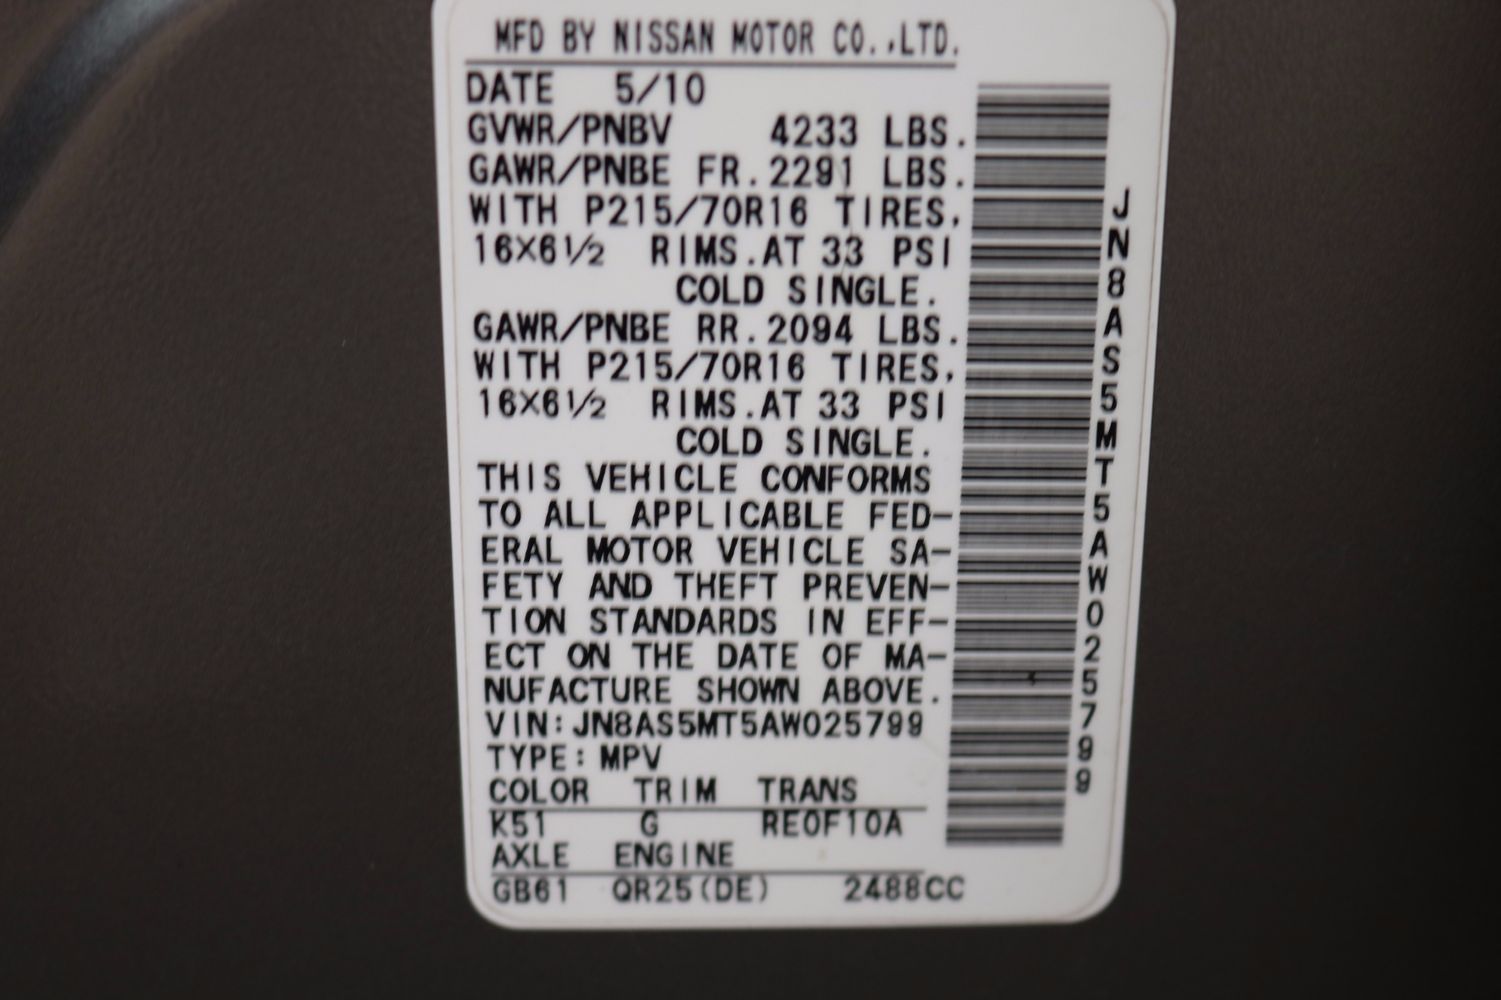 MFD BY NISSAN MOTOR CO.,LTD.
DATE 5/10
GVWR/PNBV 4233 LBS.
GAWR/PNBE FR.2291 LBS.
WITH P215/70R16 TIRES,
16X6½ RIMS.AT 33 PSI
COLD SINGLE.
GAWR/PNBE RR.2094 LBS.
WITH P215/70R16 TIRES,
16X6½ RIMS.AT 33 PSI
COLD SINGLE.
THIS VEHICLE CONFORMS
TO ALL APPLICABLE FED-
ERAL MOTOR VEHICLE SA-
FETY AND THEFT PREVEN-
TION STANDARDS IN EFF-
ECT ON THE DATE OF MA-
NUFACTURE SHOWN ABOVE.
VIN:JN8AS5MT5AW025799
TYPE:MPV
COLOR TRIM TRANS
K51 G RE0F10A
AXLE ENGINE
GB61 QR25(DE) 2488CC
JN8AS5MT5AW025799